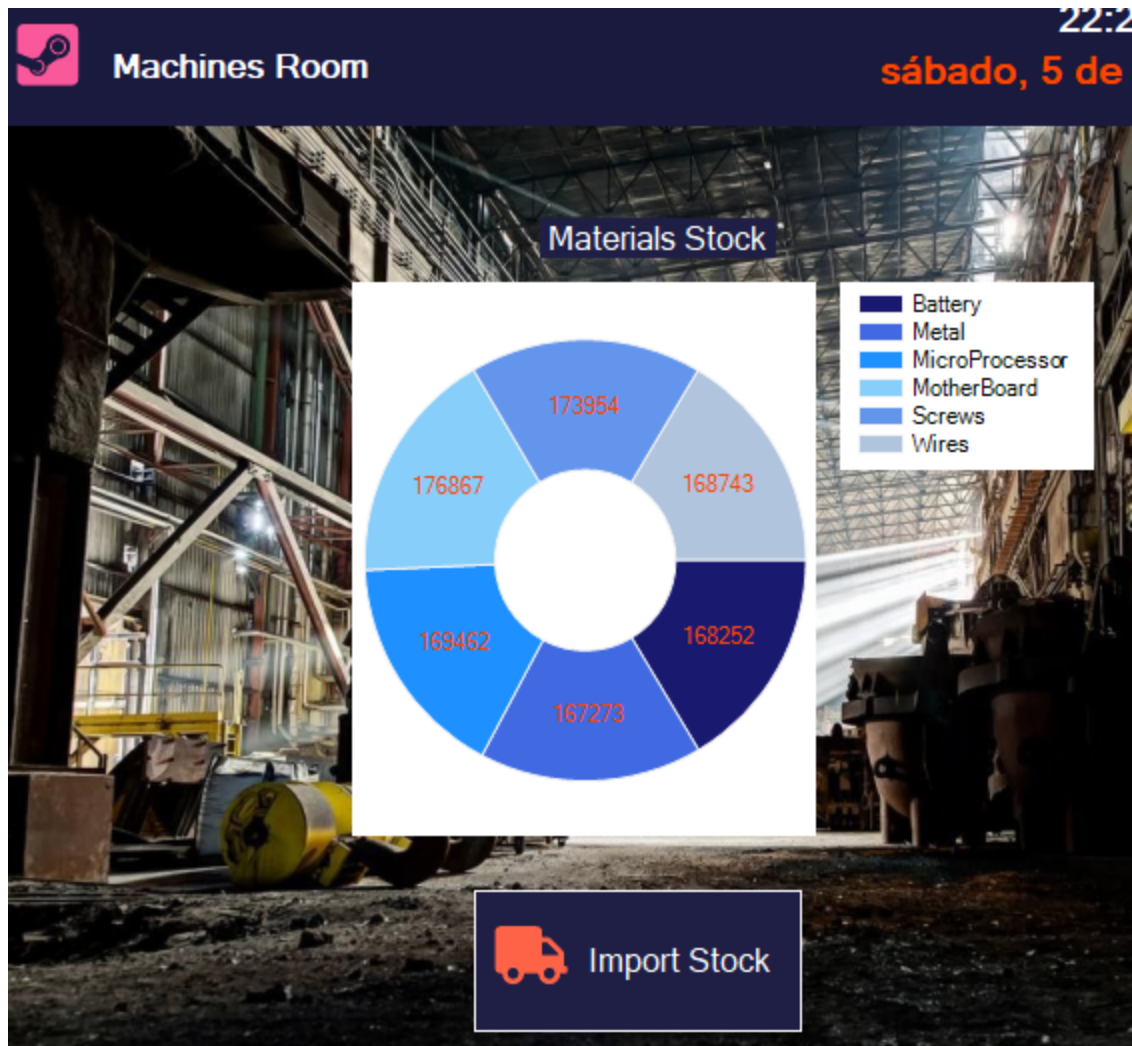 22:2
Machines Room
sábado, 5 de
Materials Stock
Battery
Metal
MicroProcessor
MotherBoard
Screws
Wires
173954
176867
168743
169462
168252
167273
Import Stock